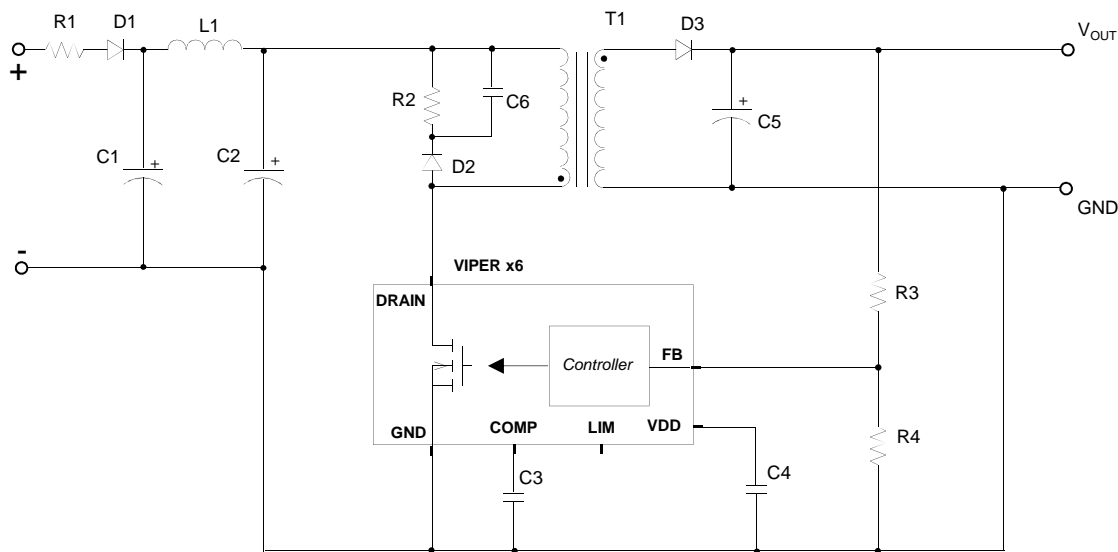 R1
D1
L1
T1
D3
V_OUT
+
R2
C6
+
C5
C1
+
C2
+
D2
GND
-
VIPER x6
R3
DRAIN
Controller
FB
GND
COMP
LIM
VDD
R4
C3
C4